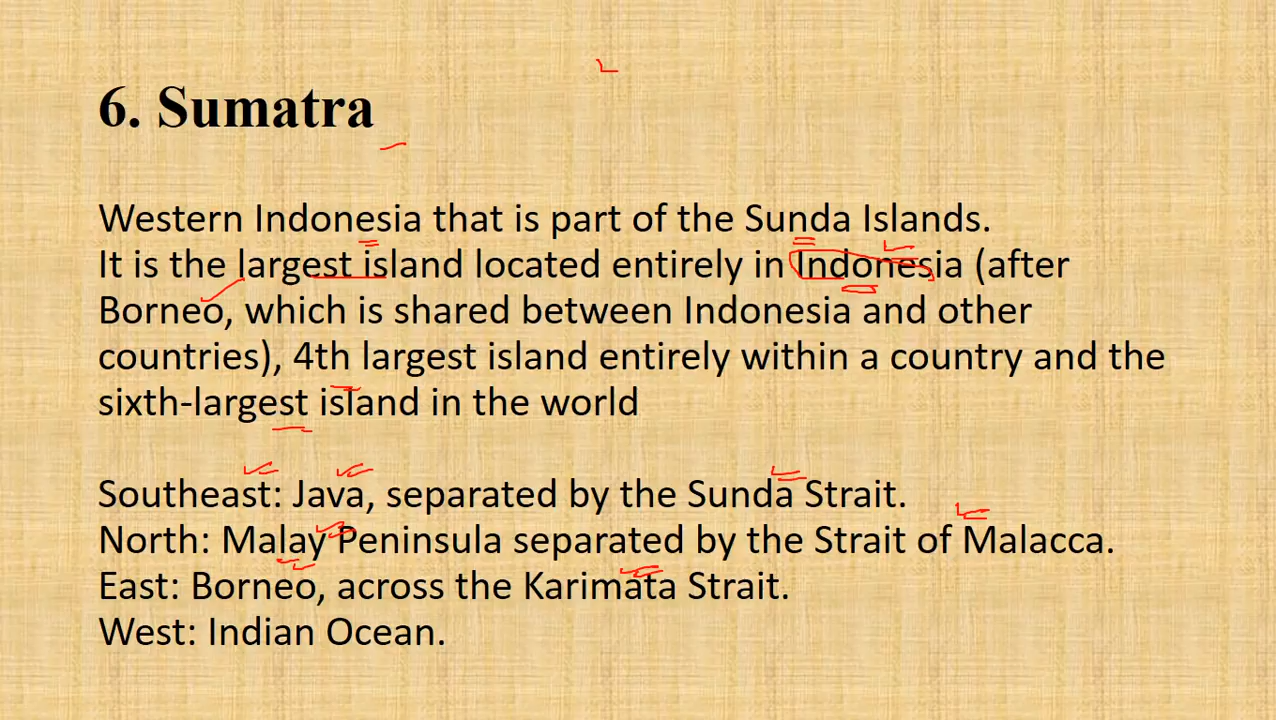 6. Sumatra
Western Indonesia that is part of the Sunda Islands.
It is the largest island located entirely in Indonesia (after
Borneo, which is shared between Indonesia and other
countries), 4th largest island entirely within a country and the
sixth-largest island in the world
Southeast: Java, separated by the Sunda Strait.
North: Malay Peninsula separated by the Strait of Malacca.
East: Borneo, across the Karimata Strait.
West: Indian Ocean.